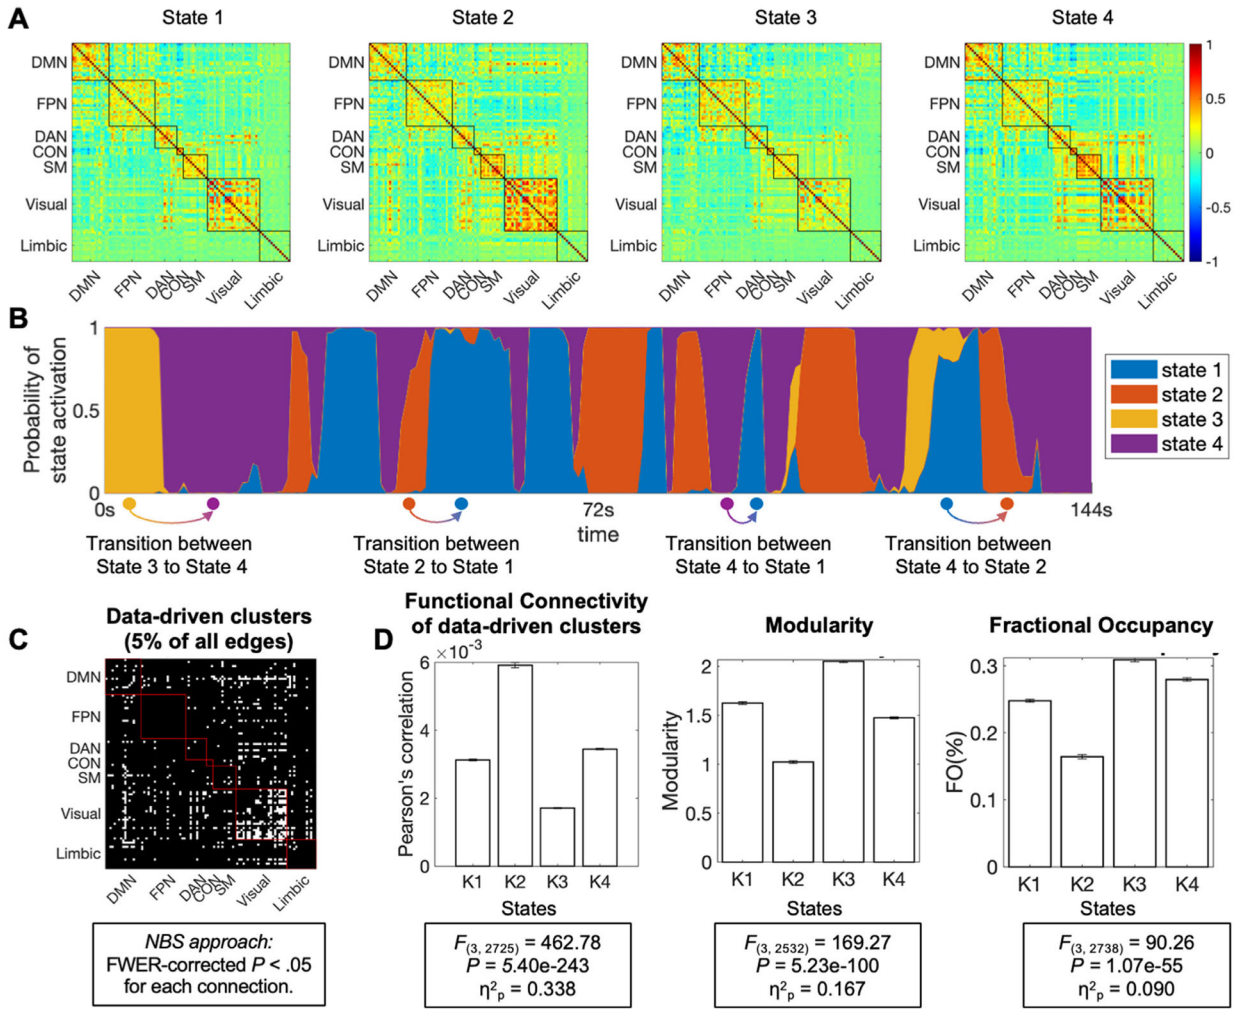 A
State 1
State 2
State 3
State 4
DMN
FPN
DAN
CON
SM
Visual
Limbic
DMN
FPN
DAN
CON
SM
Visual
Limbic
DMN
FPN
DAN
CON
SM
Visual
Limbic
DMN
FPN
DAN
CON
SM
Visual
Limbic
1
0.5
0
-0.5
-1
DMN
FPN
DAN
CON
SM
Visual
Limbic
DMN
FPN
DAN
CON
SM
Visual
Limbic
DMN
FPN
DAN
CON
SM
Visual
Limbic
DMN
FPN
DAN
CON
SM
Visual
Limbic
B
Probability of
state activation
1
0.5
0
0s
72s
144s
time
state 1
state 2
state 3
state 4
Transition between
State 3 to State 4
Transition between
State 2 to State 1
Transition between
State 4 to State 1
Transition between
State 4 to State 2
C
Data-driven clusters
(5% of all edges)
DMN
FPN
DAN
CON
SM
Visual
Limbic
DMN
FPN
DAN
CON
SM
Visual
Limbic
NBS approach:
FWER-corrected P < .05
for each connection.
D
Functional Connectivity
of data-driven clusters
×10⁻³
Pearson's correlation
6
4
2
0
K1
K2
K3
K4
States
F(3, 2725) = 462.78
P = 5.40e-243
η²p = 0.338
Modularity
Modularity
2
1.5
1
0.5
0
K1
K2
K3
K4
States
F(3, 2532) = 169.27
P = 5.23e-100
η²p = 0.167
Fractional Occupancy
FO(%)
0.3
0.2
0.1
0
K1
K2
K3
K4
States
F(3, 2738) = 90.26
P = 1.07e-55
η²p = 0.090